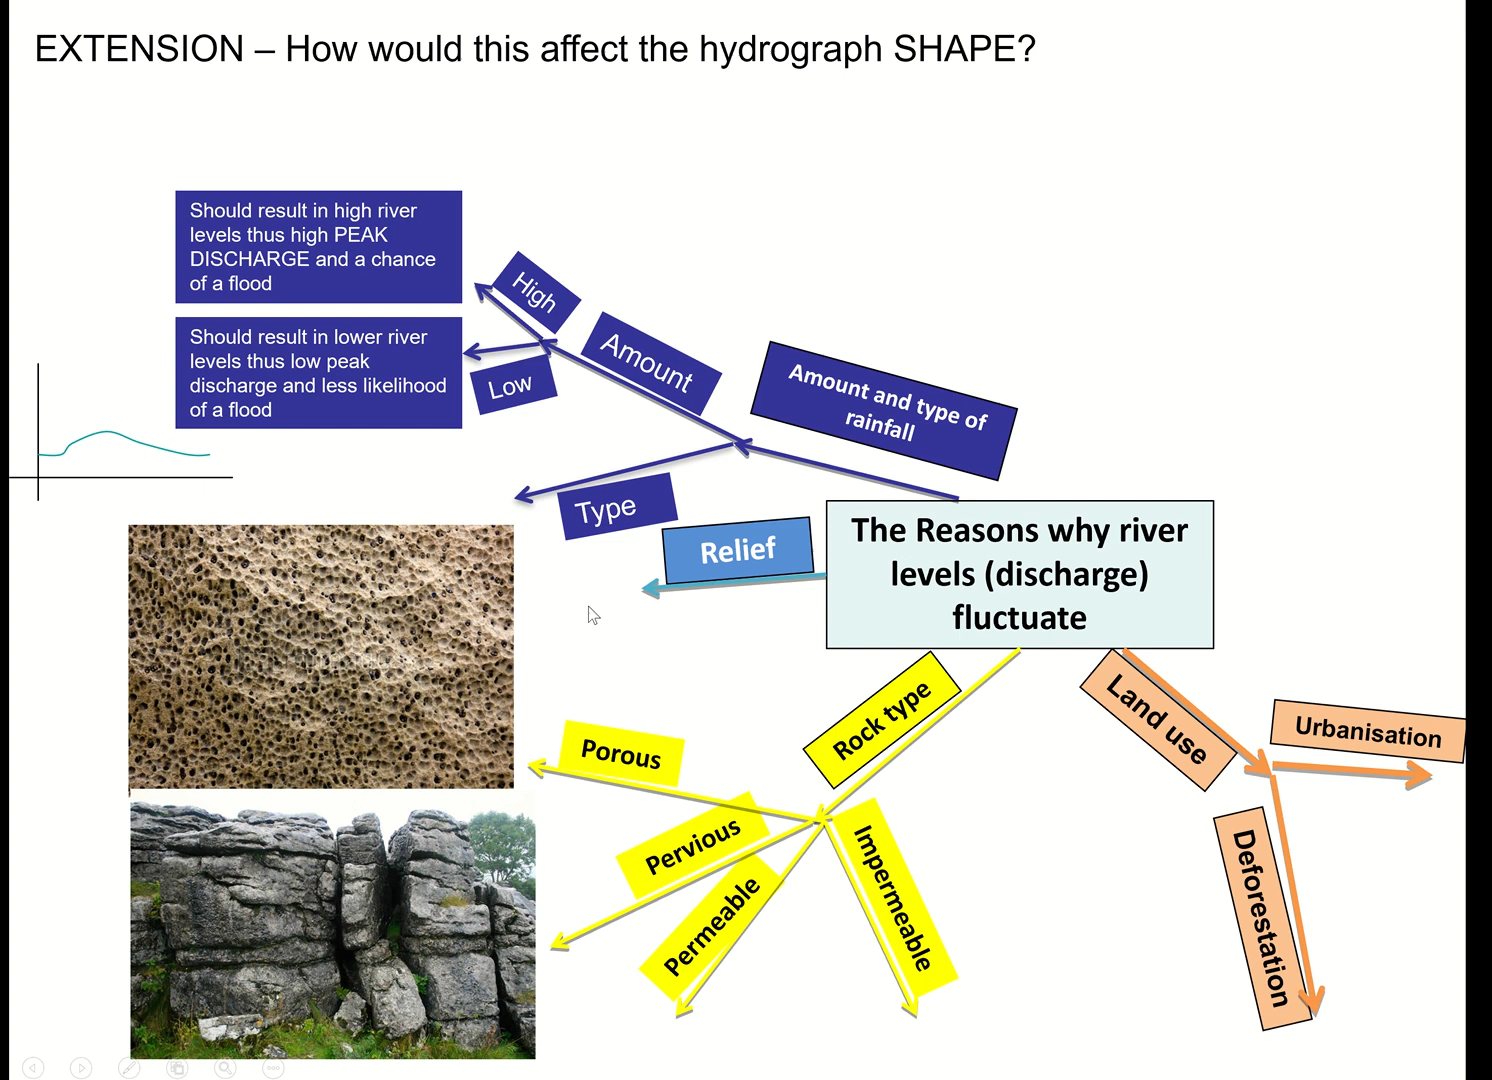 EXTENSION – How would this affect the hydrograph SHAPE?
Should result in high river
levels thus high PEAK
DISCHARGE and a chance
of a flood
Should result in lower river
levels thus low peak
discharge and less likelihood
of a flood
High
Low
Amount
Amount and type of
rainfall
Type
Relief
The Reasons why river
levels (discharge)
fluctuate
Rock type
Land use
Urbanisation
Deforestation
Porous
Pervious
Permeable
Impermeable